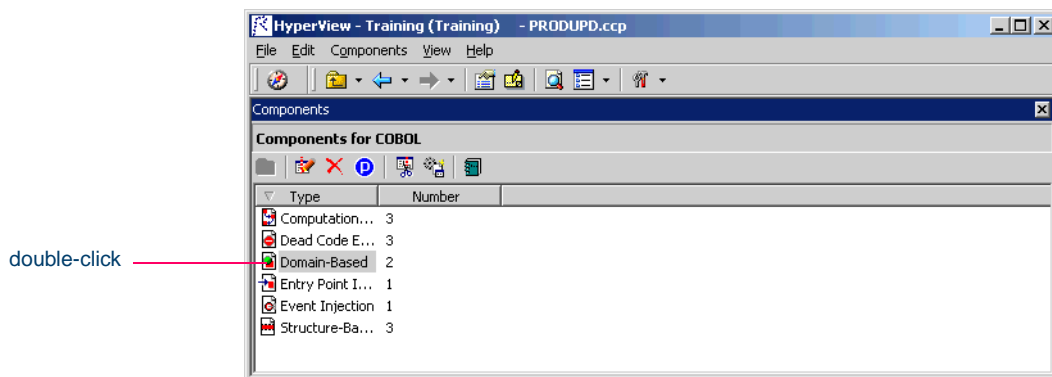 HyperView - Training (Training) - PRODUPD.ccp
File Edit Components View Help
Components
Components for COBOL
Type Number
Computation... 3
Dead Code E... 3
double-click
Domain-Based 2
Entry Point I... 1
Event Injection 1
Structure-Ba... 3